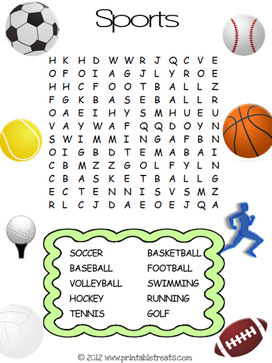 Sports
H K H D W W R J Q C V E
O F O I A G J L Y R O E
H H C F O O T B A L L Z
F G K B A S E B A L L R
O A E I H Y S M H U E U
V A Y W A F Q Q D O Y N
S W I M M I N G A F B N
O I G B D T E M A B A I
C B M Z Z G O L F Y L N
C B A S K E T B A L L G
E C T E N N I S V S M Z
R L C J D A E O E J Q A
SOCCER BASKETBALL
BASEBALL FOOTBALL
VOLLEYBALL SWIMMING
HOCKEY RUNNING
TENNIS GOLF
© 2012 www.printabletreats.com